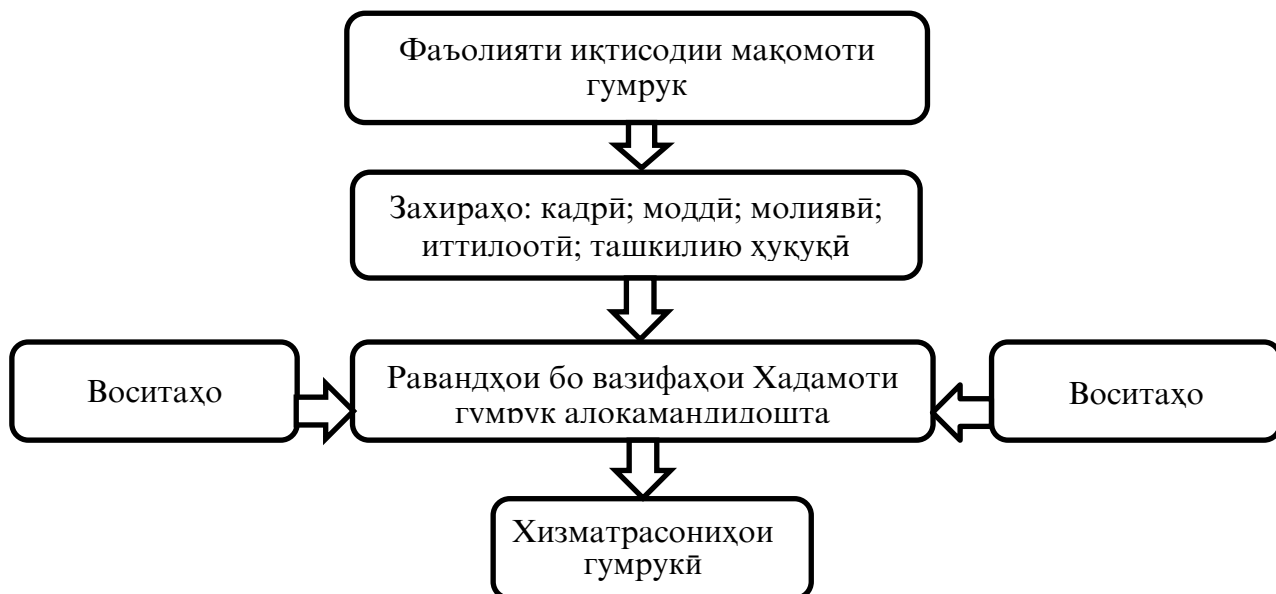 Фаъолияти иқтисодии мақомоти
гумрук
Захираҳо: кадрӣ; моддӣ; молиявӣ;
иттилоотӣ; ташкилию ҳуқуқӣ
Воситаҳо
Равандҳои бо вазифаҳои Хадамоти
гумрук алоқамандидошта
Воситаҳо
Хизматрасониҳои
гумрукӣ